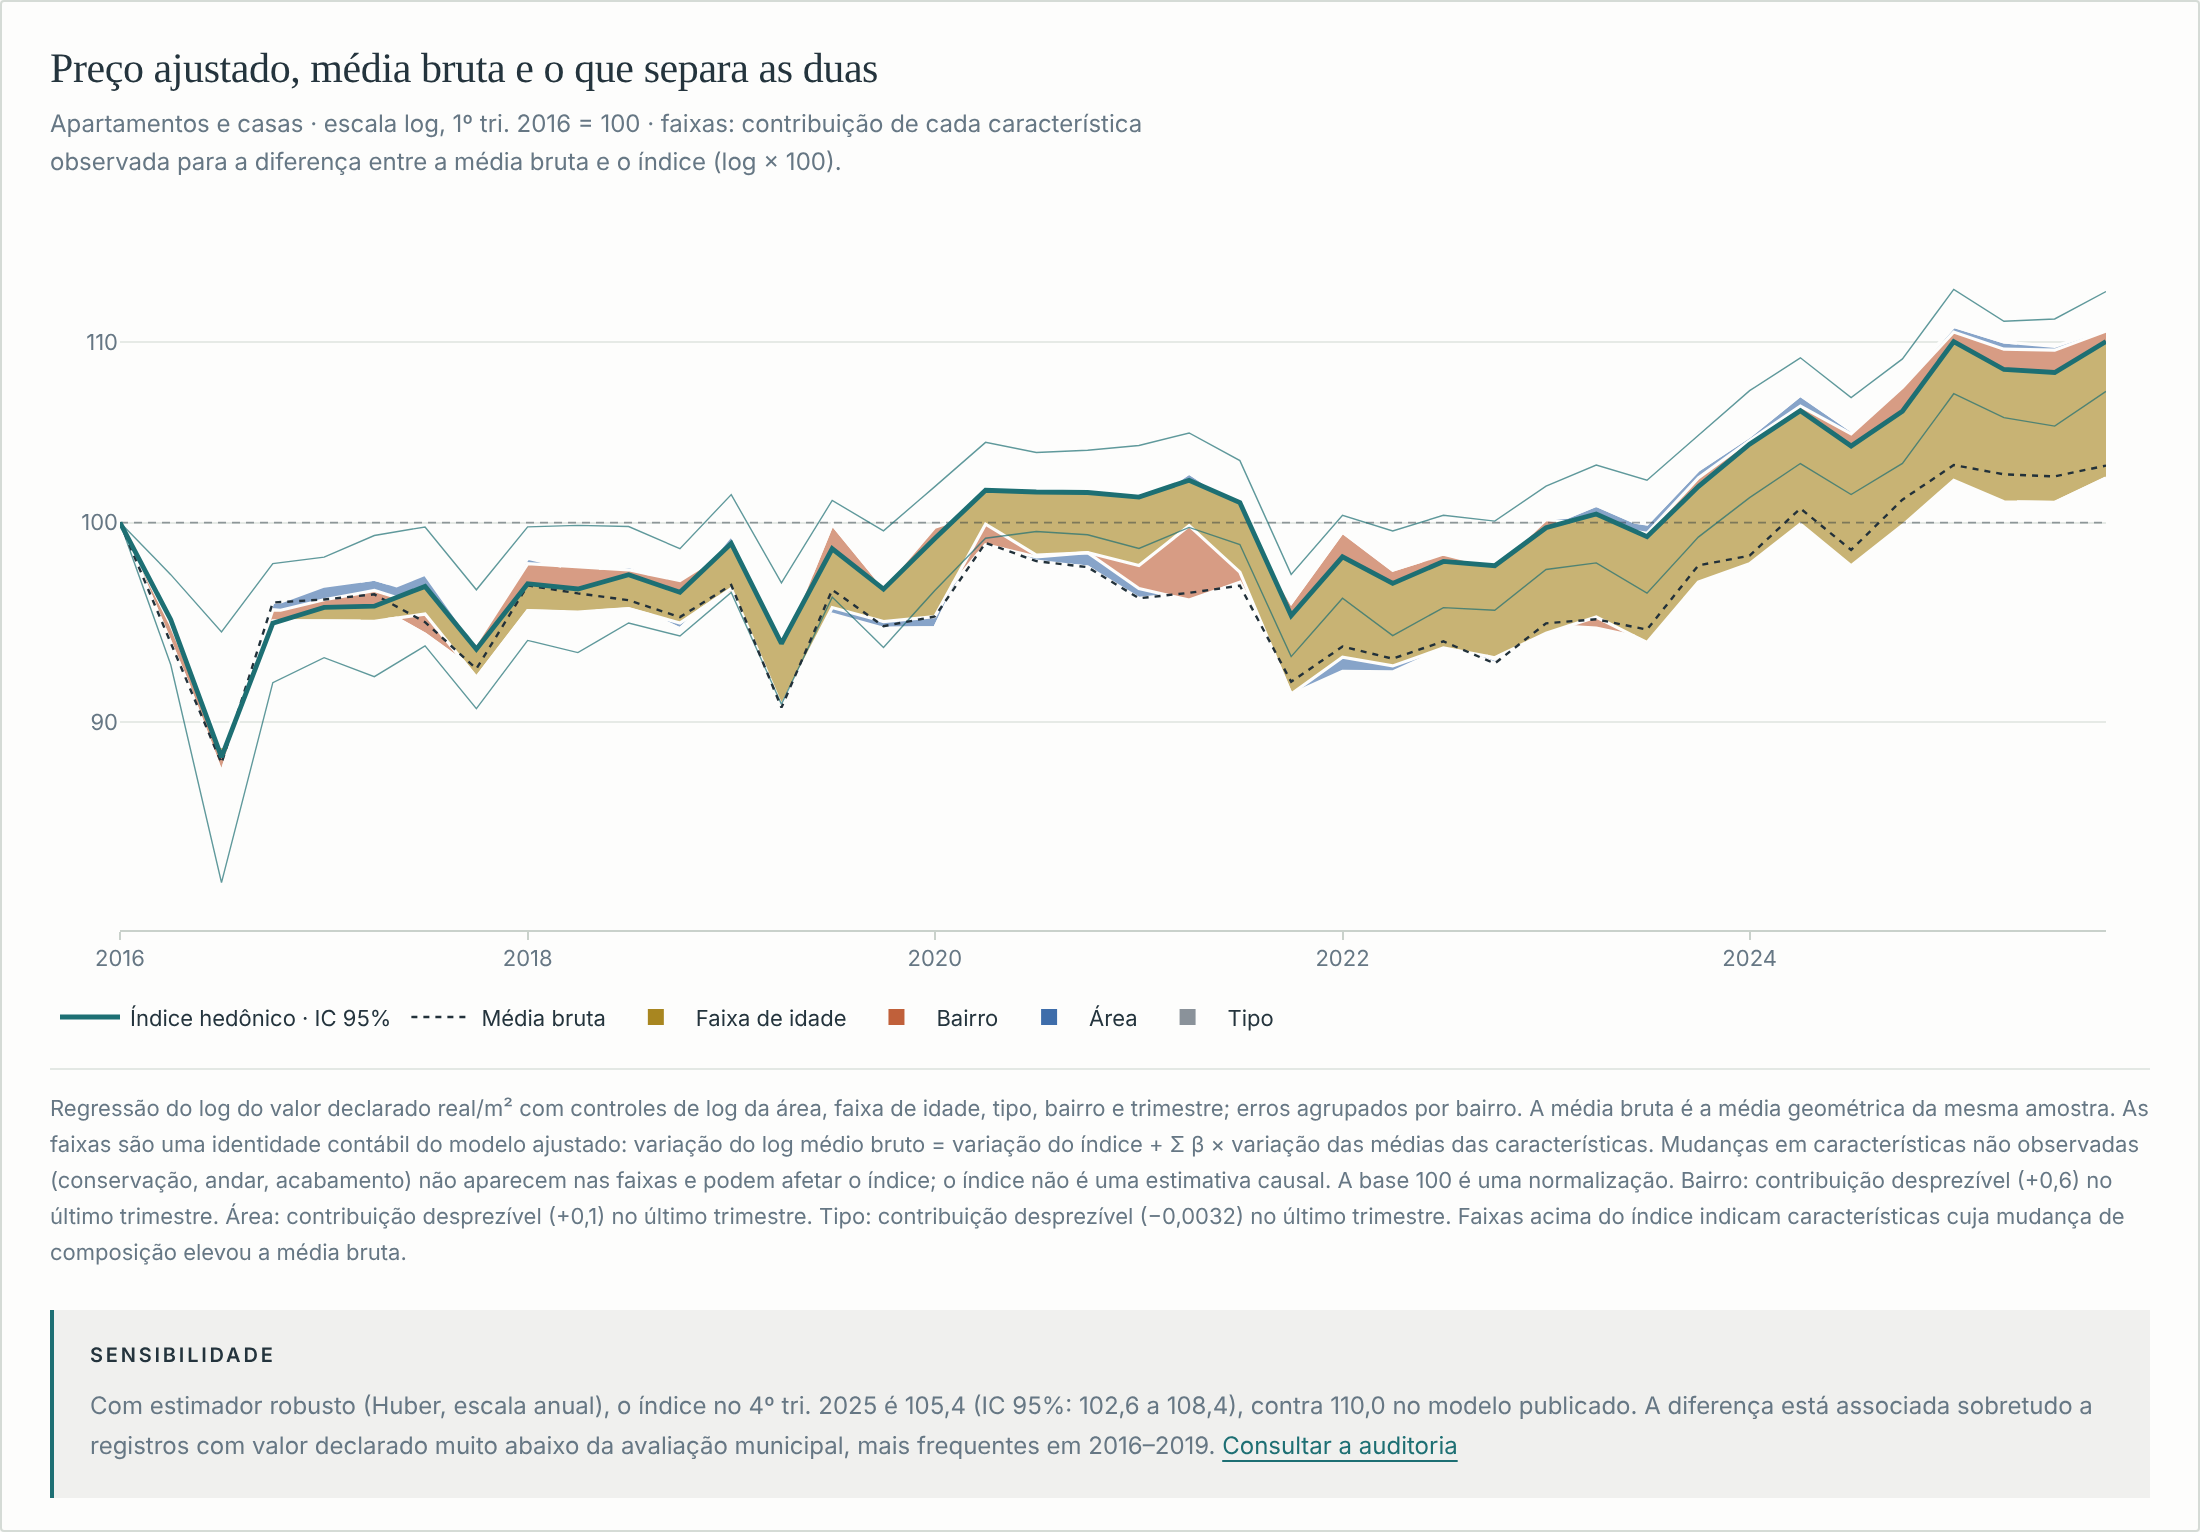 Preço ajustado, média bruta e o que separa as duas
Apartamentos e casas · escala log, 1º tri. 2016 = 100 · faixas: contribuição de cada característica
observada para a diferença entre a média bruta e o índice (log × 100).
110
100
90
2016
2018
2020
2022
2024
Índice hedônico · IC 95%
Média bruta
Faixa de idade
Bairro
Área
Tipo
Regressão do log do valor declarado real/m² com controles de log da área, faixa de idade, tipo, bairro e trimestre; erros agrupados por bairro. A média bruta é a média geométrica da mesma amostra. As
faixas são uma identidade contábil do modelo ajustado: variação do log médio bruto = variação do índice + Σ β × variação das médias das características. Mudanças em características não observadas
(conservação, andar, acabamento) não aparecem nas faixas e podem afetar o índice; o índice não é uma estimativa causal. A base 100 é uma normalização. Bairro: contribuição desprezível (+0,6) no
último trimestre. Área: contribuição desprezível (+0,1) no último trimestre. Tipo: contribuição desprezível (−0,0032) no último trimestre. Faixas acima do índice indicam características cuja mudança de
composição elevou a média bruta.
SENSIBILIDADE
Com estimador robusto (Huber, escala anual), o índice no 4º tri. 2025 é 105,4 (IC 95%: 102,6 a 108,4), contra 110,0 no modelo publicado. A diferença está associada sobretudo a
registros com valor declarado muito abaixo da avaliação municipal, mais frequentes em 2016–2019. Consultar a auditoria